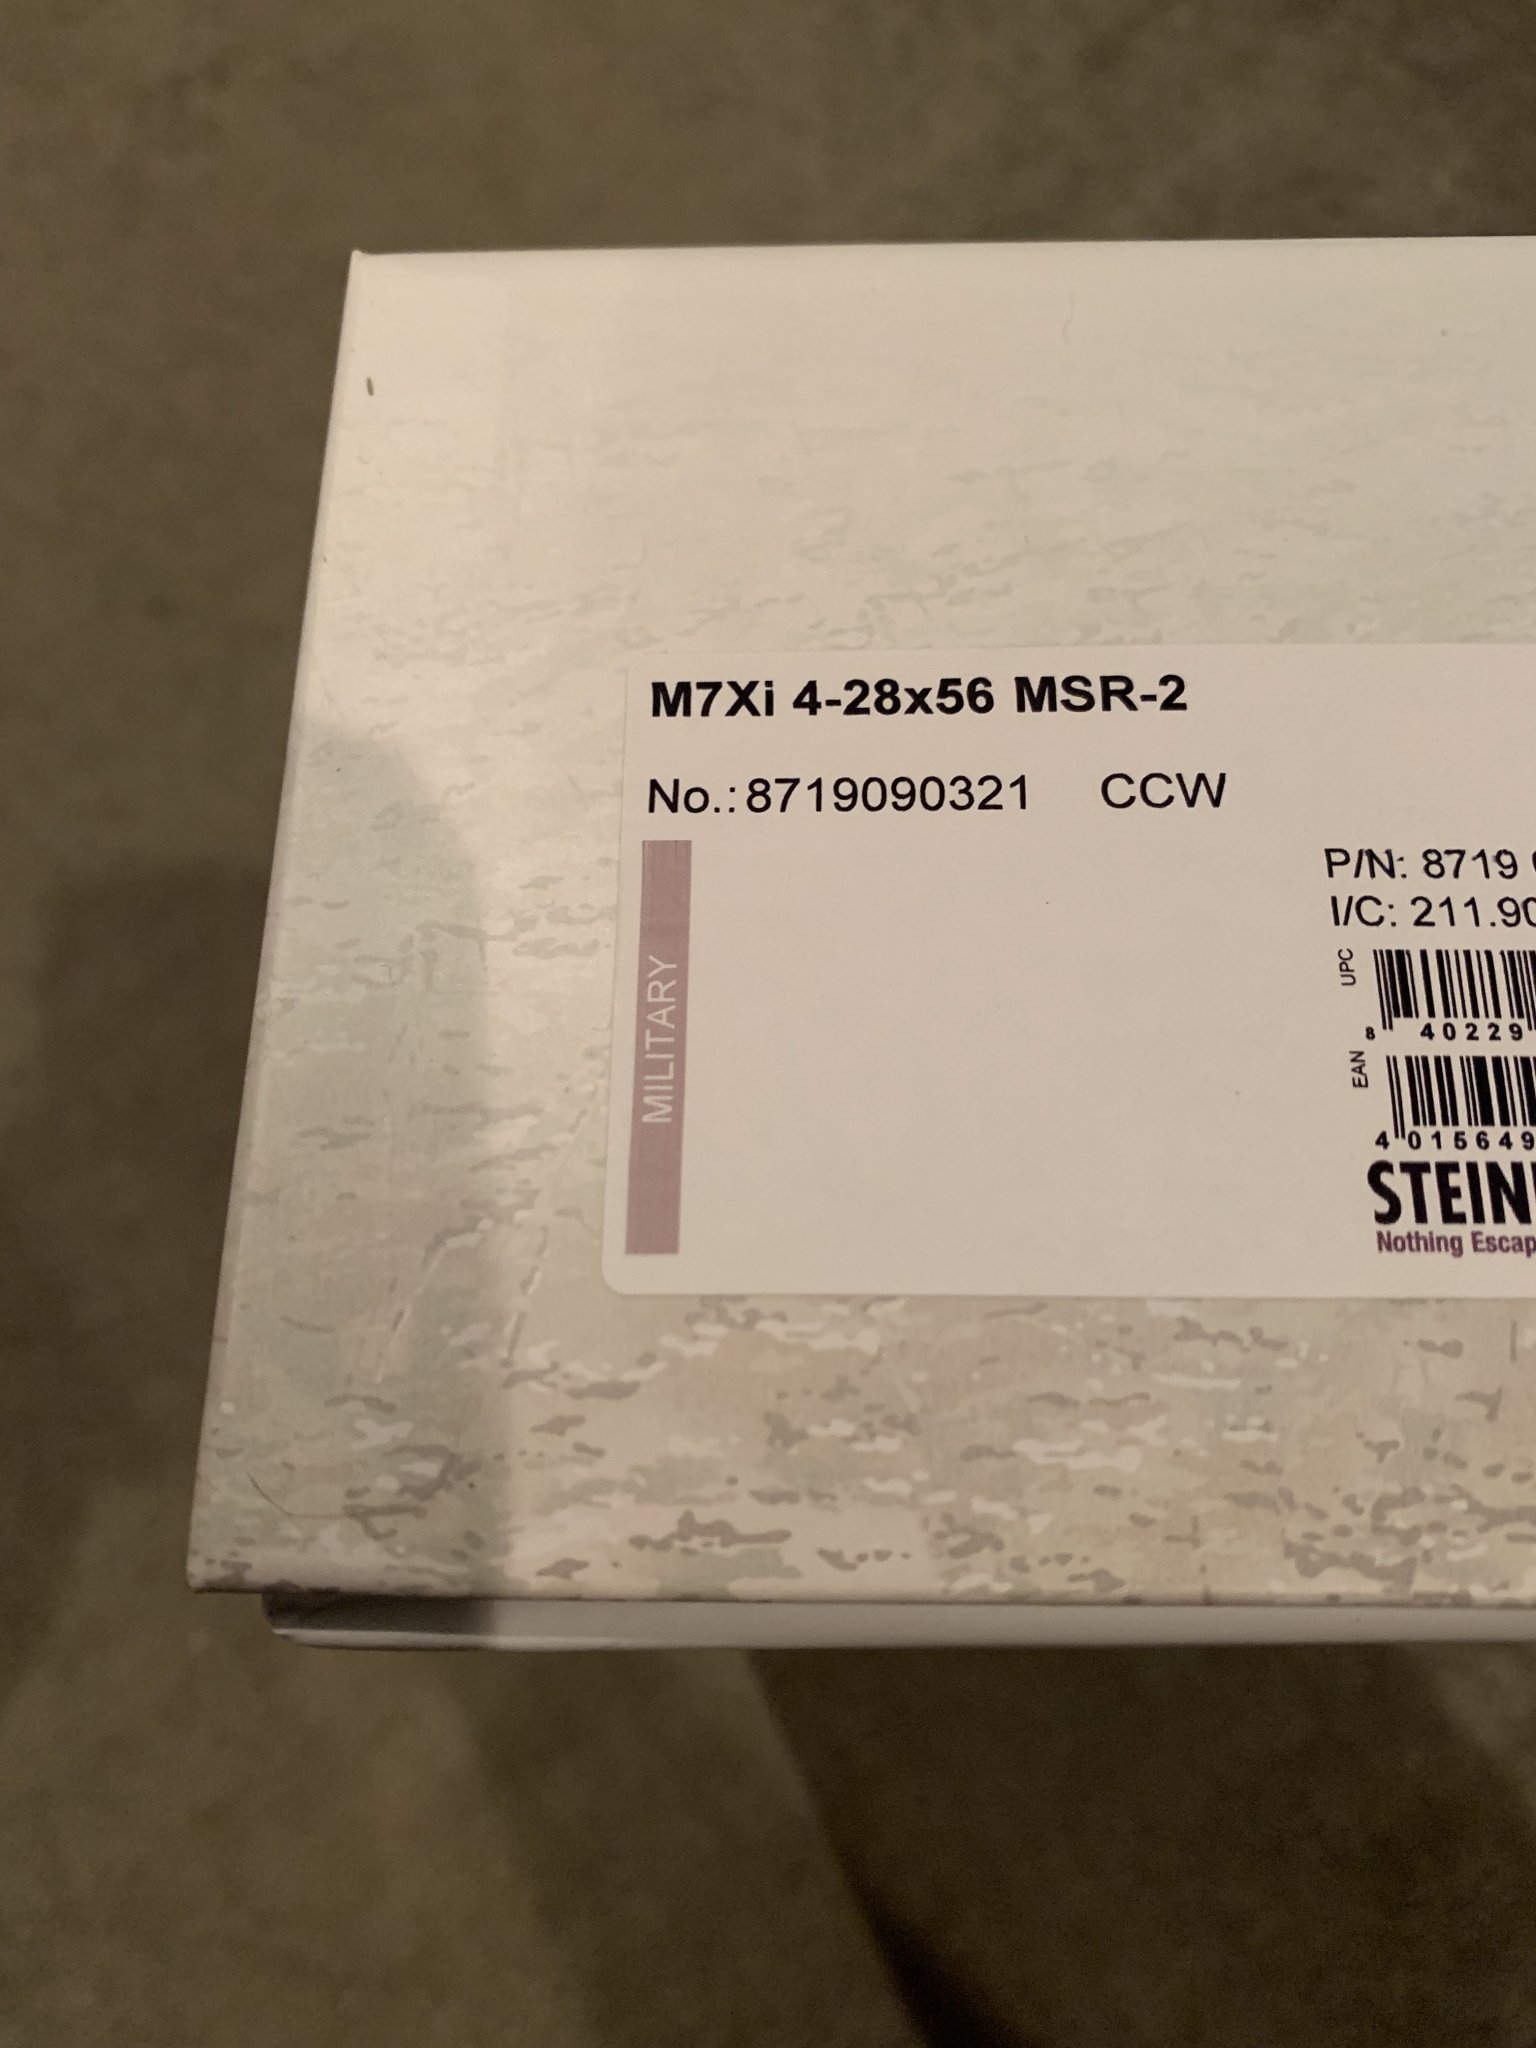 M7Xi 4-28x56 MSR-2
No.: 8719090321 CCW
P/N: 8719
I/C: 211.90
MILITARY
UPC
8 40229
EAN
4 015649
STEIN
Nothing Escap